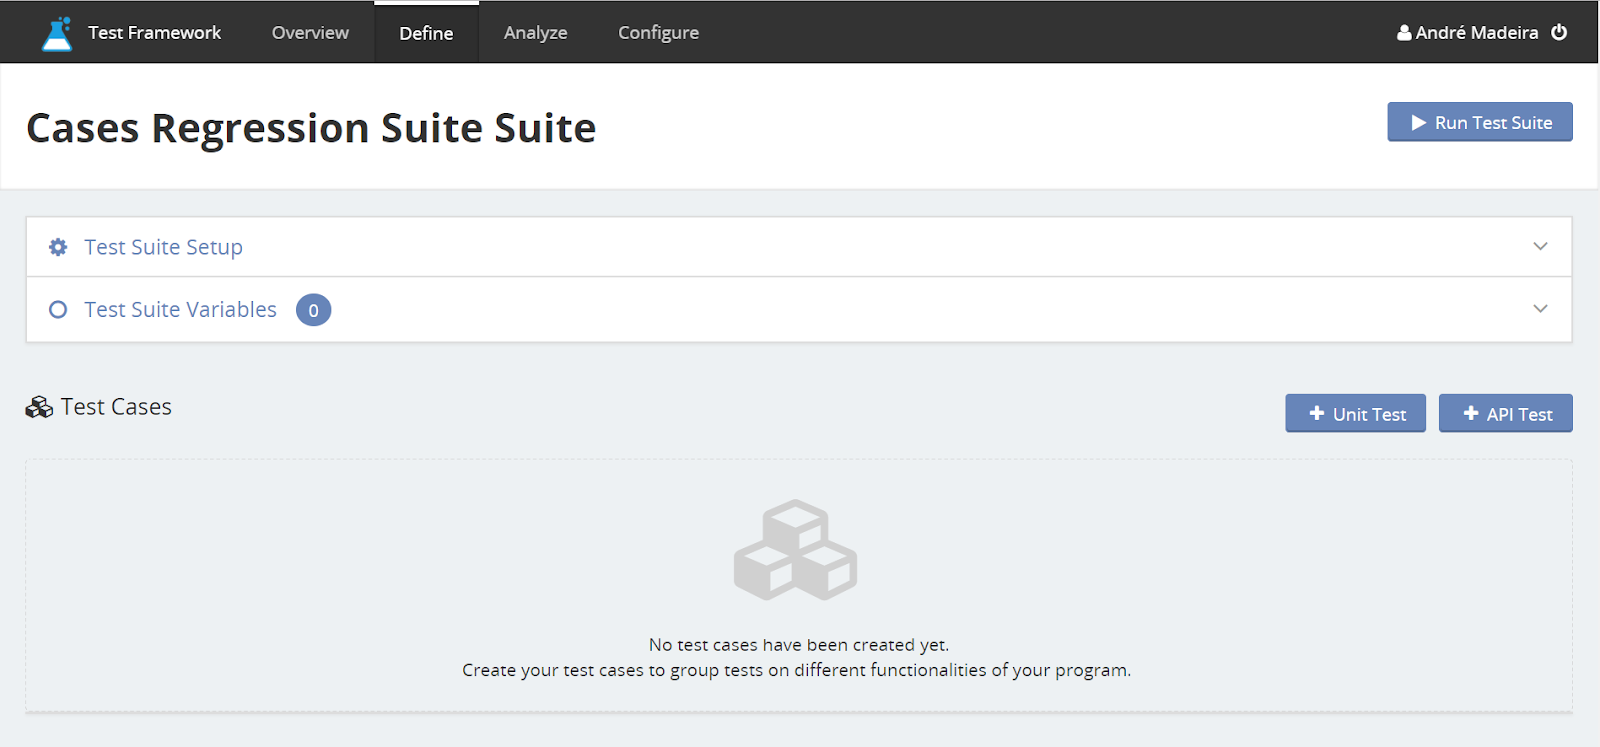 Test Framework Overview Define Analyze Configure André Madeira
Cases Regression Suite Suite
Run Test Suite
Test Suite Setup
Test Suite Variables 0
Test Cases
Unit Test API Test
No test cases have been created yet.
Create your test cases to group tests on different functionalities of your program.